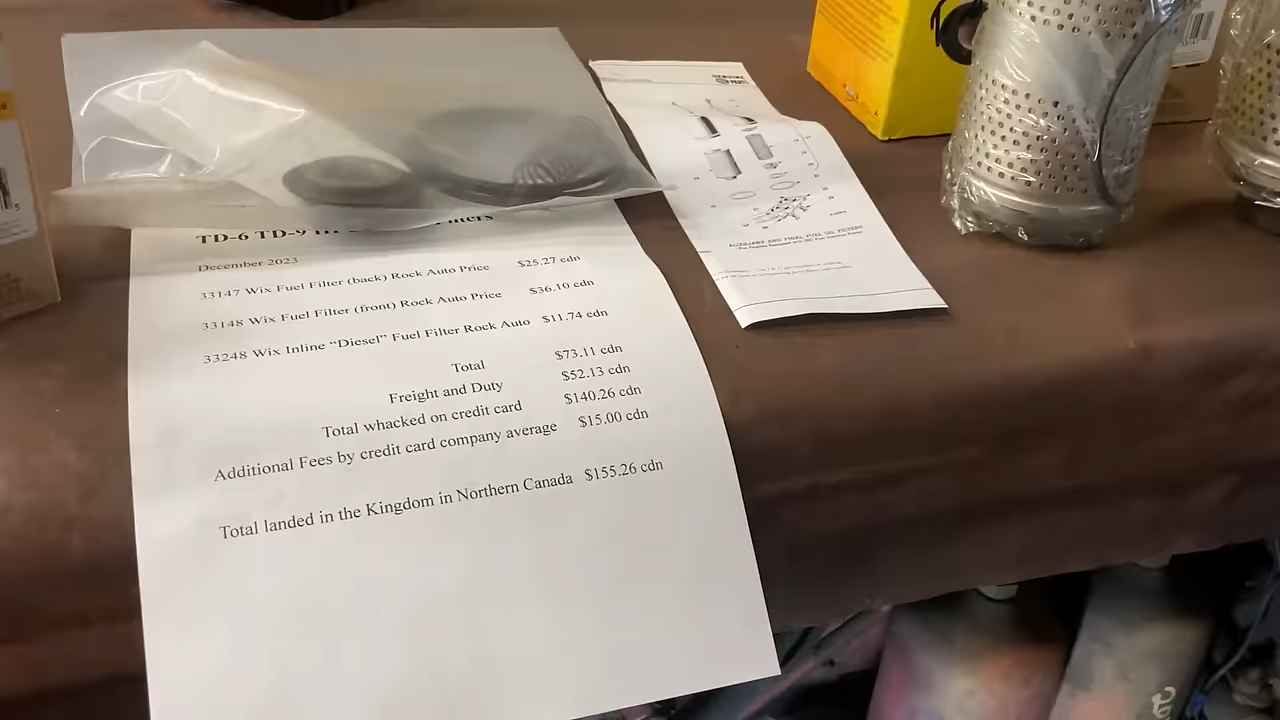 TD-6 TD-9
December 2023
33147 Wix Fuel Filter (back) Rock Auto Price $25.27 cdn
33148 Wix Fuel Filter (front) Rock Auto Price $36.10 cdn
33248 Wix Inline “Diesel” Fuel Filter Rock Auto $11.74 cdn
Total $73.11 cdn
Freight and Duty $52.13 cdn
Total whacked on credit card $140.26 cdn
Additional Fees by credit card company average $15.00 cdn
Total landed in the Kingdom in Northern Canada $155.26 cdn
GENUINE
PARTS
AUXILIARY AND FINAL FUEL OIL FILTERS
5